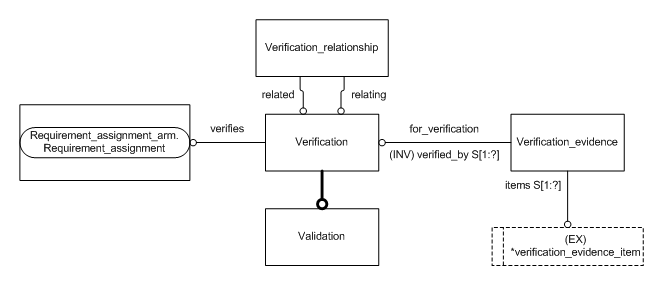 Verification_relationship
related
relating
Requirement_assignment_arm.
Requirement_assignment
verifies
Verification
for_verification
(INV) verified_by S[1:?]
Verification_evidence
items S[1:?]
Validation
(EX)
*verification_evidence_item